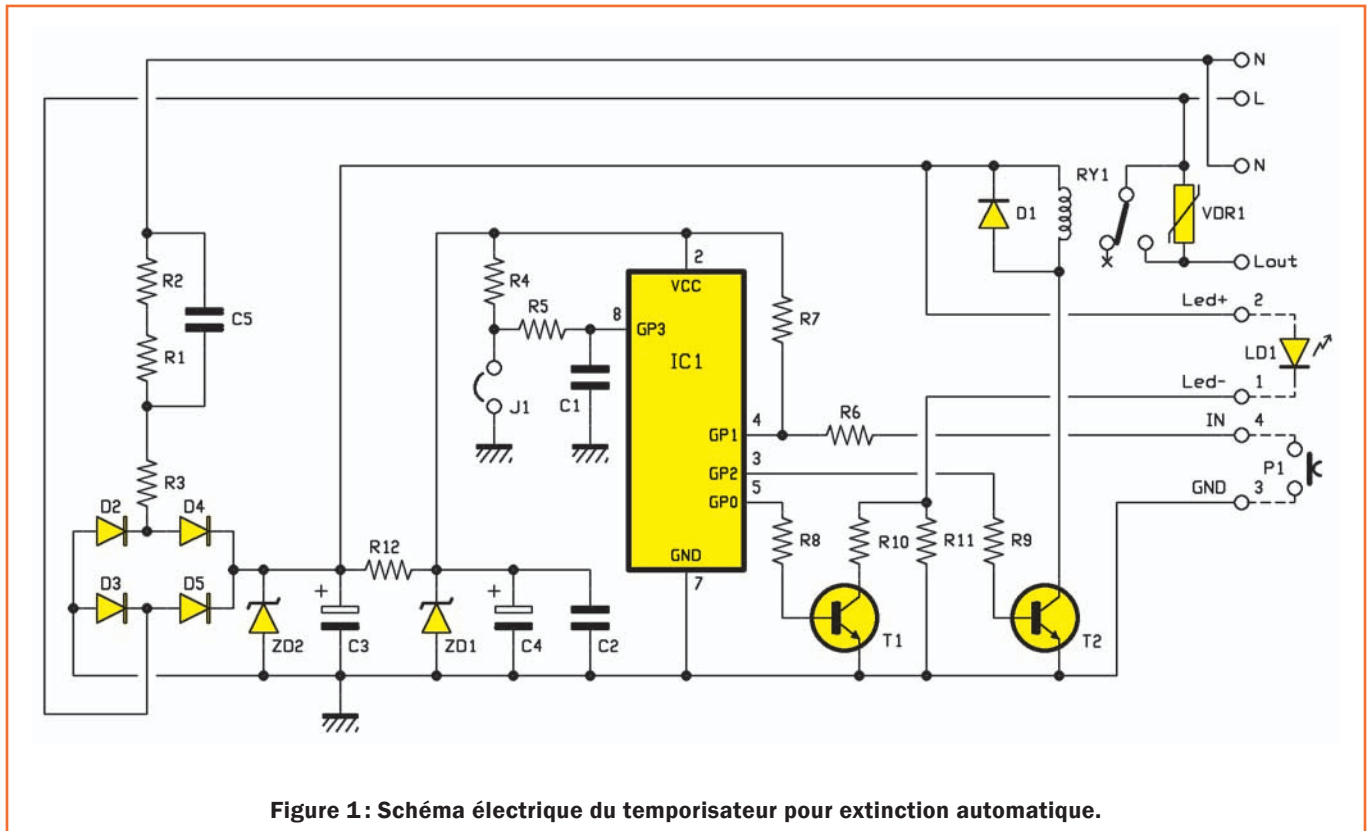 N
L
N
RY1
D1
VDR1
R2
C5
2
VCC
R4
Lout
R5
8
GP3
R7
Led+ 2
R1
IC1
LD1
J1
C1
Led- 1
4
R6
IN 4
GP1
3
P1
R3
GP2
5
GND 3
D2
D4
GP0
R12
R8
R10
R11
R9
D3
D5
GND
+
+
7
ZD2
C3
ZD1
C4
C2
T1
T2
Figure 1: Schéma électrique du temporisateur pour extinction automatique.